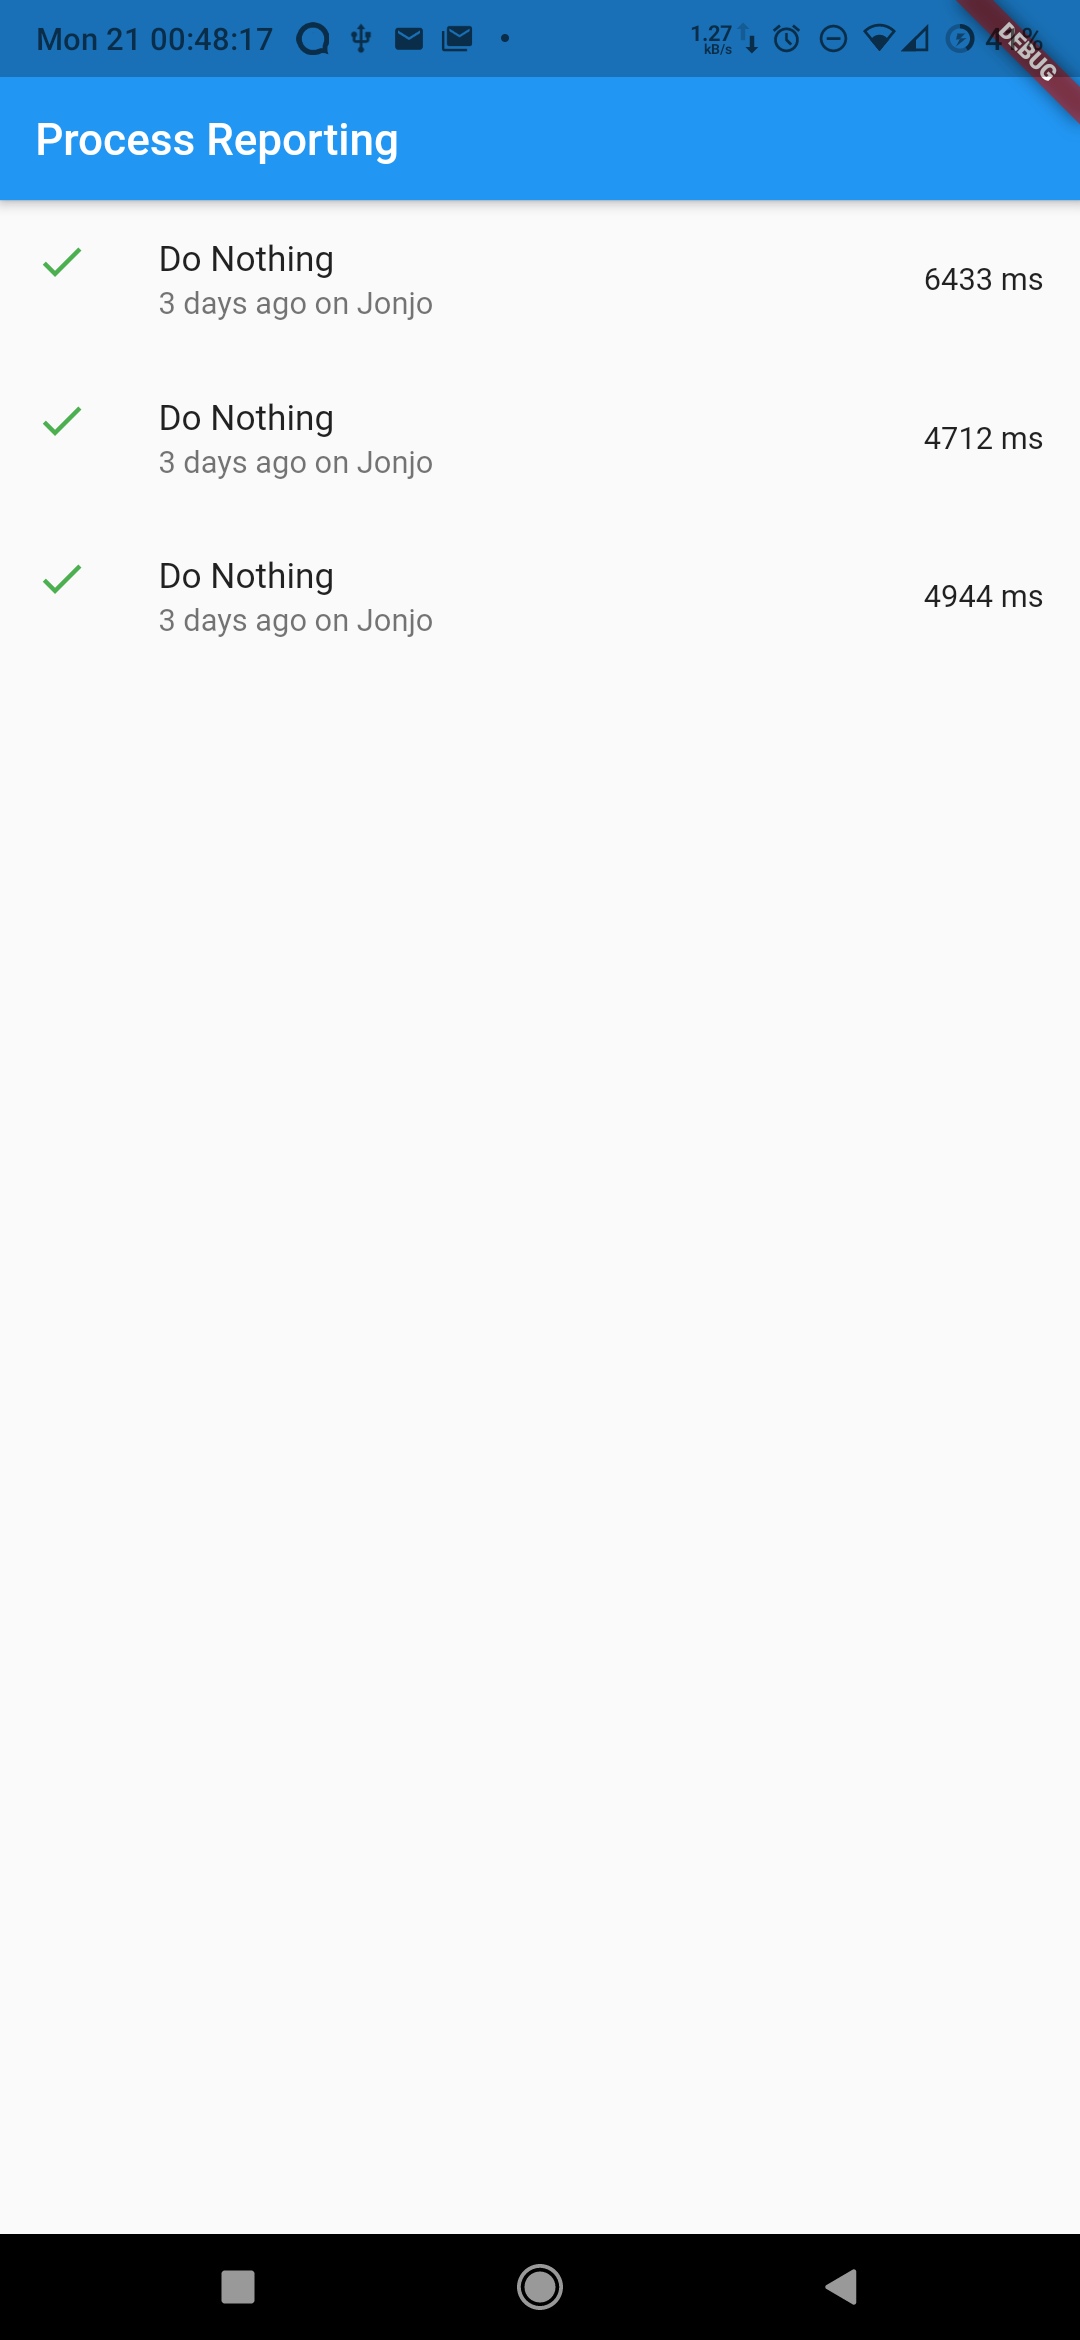 Mon 21 00:48:17
1.27
kB/s
DEBUG
Process Reporting
Do Nothing
3 days ago on Jonjo
6433 ms
Do Nothing
3 days ago on Jonjo
4712 ms
Do Nothing
3 days ago on Jonjo
4944 ms